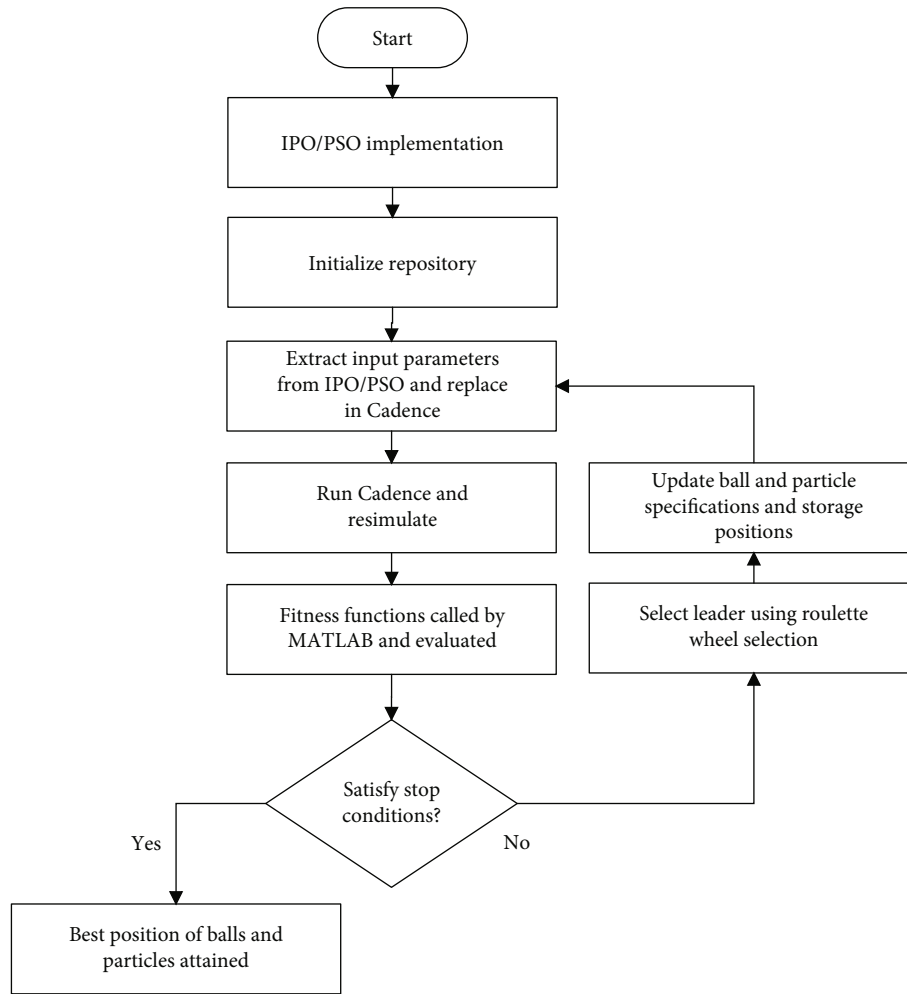 Start
IPO/PSO implementation
Initialize repository
Extract input parameters
from IPO/PSO and replace
in Cadence
Run Cadence and
resimulate
Update ball and particle
specifications and storage
positions
Fitness functions called by
MATLAB and evaluated
Select leader using roulette
wheel selection
Satisfy stop
conditions?
Yes
No
Best position of balls and
particles attained